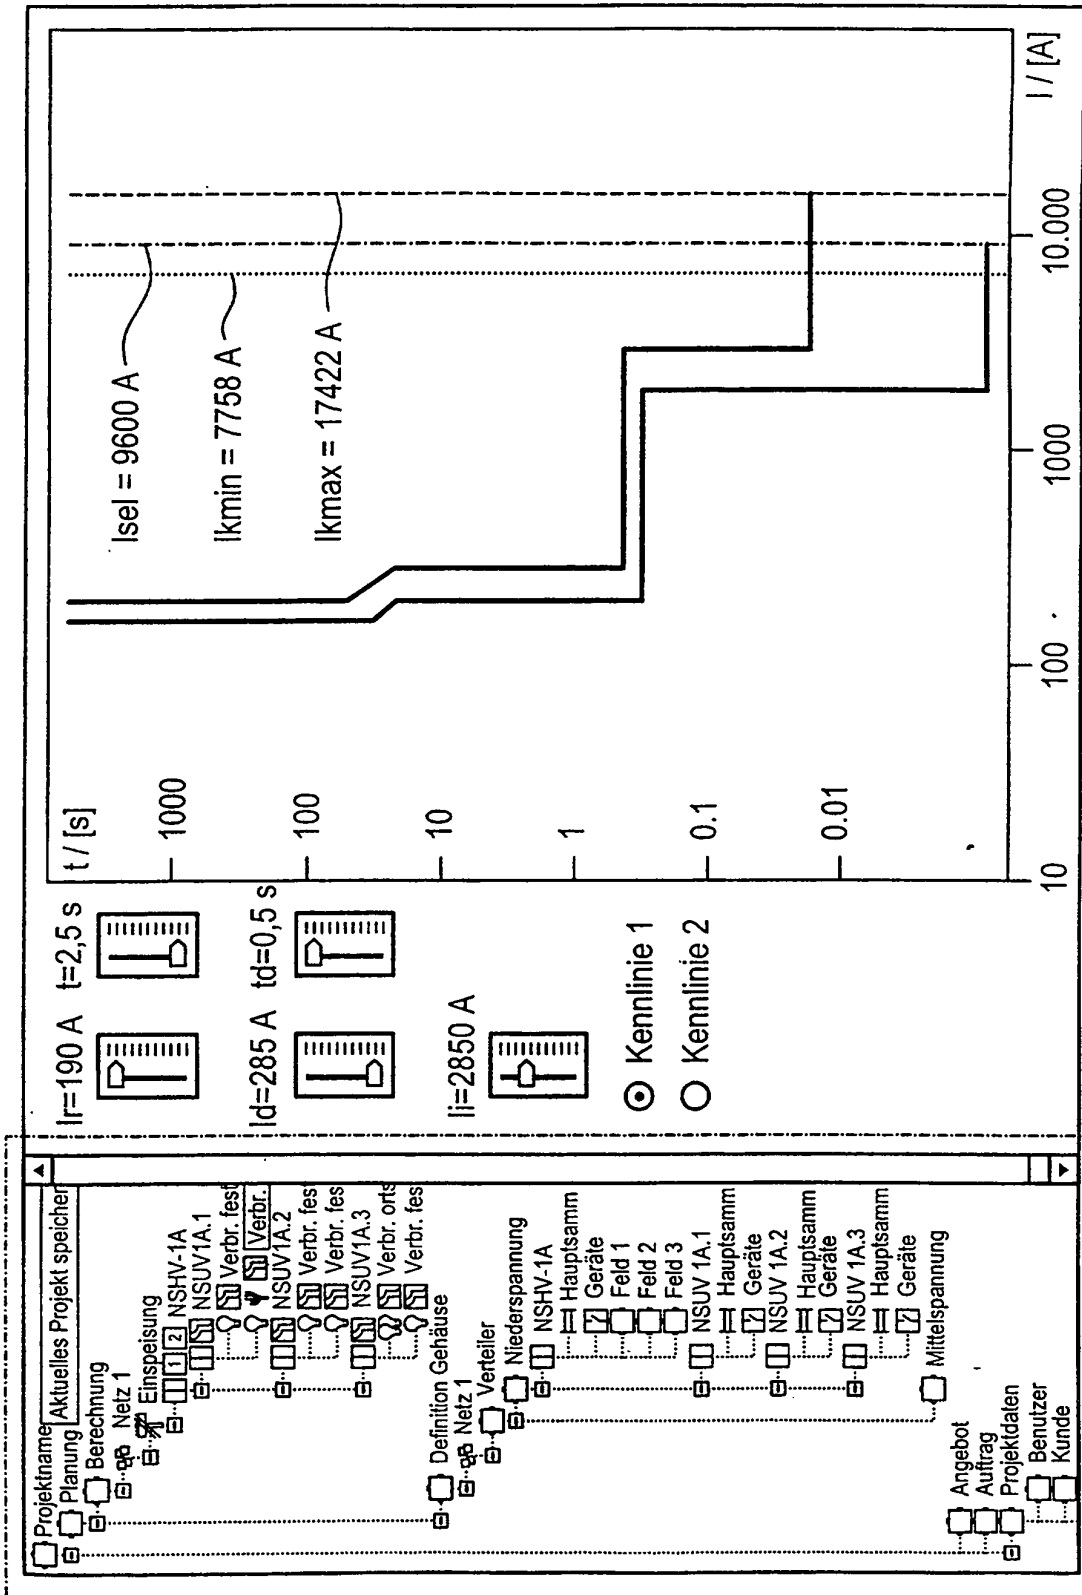 Projektname
Aktuelles Projekt speicher
Planung
Berechnung
Netz 1
Einspeisung
1 2 NSHV-1A
NSUV1A.1
Verbr. fest
Verbr.
NSUV1A.2
Verbr. fes
Verbr. fes
NSUV1A.3
Verbr. orts
Verbr. fes
Definition Gehäuse
Netz 1
Verteiler
Niederspannung
NSHV-1A
Hauptsamm
Geräte
Feld 1
Feld 2
Feld 3
NSUV 1A.1
Hauptsamm
Geräte
NSUV 1A.2
Hauptsamm
Geräte
NSUV 1A.3
Hauptsamm
Geräte
Mittelspannung
Angebot
Auftrag
Projektdaten
Benutzer
Kunde
Ir=190 A t=2,5 s
Id=285 A td=0,5 s
Ii=2850 A
Kennlinie 1
Kennlinie 2
t / [s]
1000
100
10
1
0.1
0.01
Isel = 9600 A
Ikmin = 7758 A
Ikmax = 17422 A
10 100 1000 10.000
I / [A]